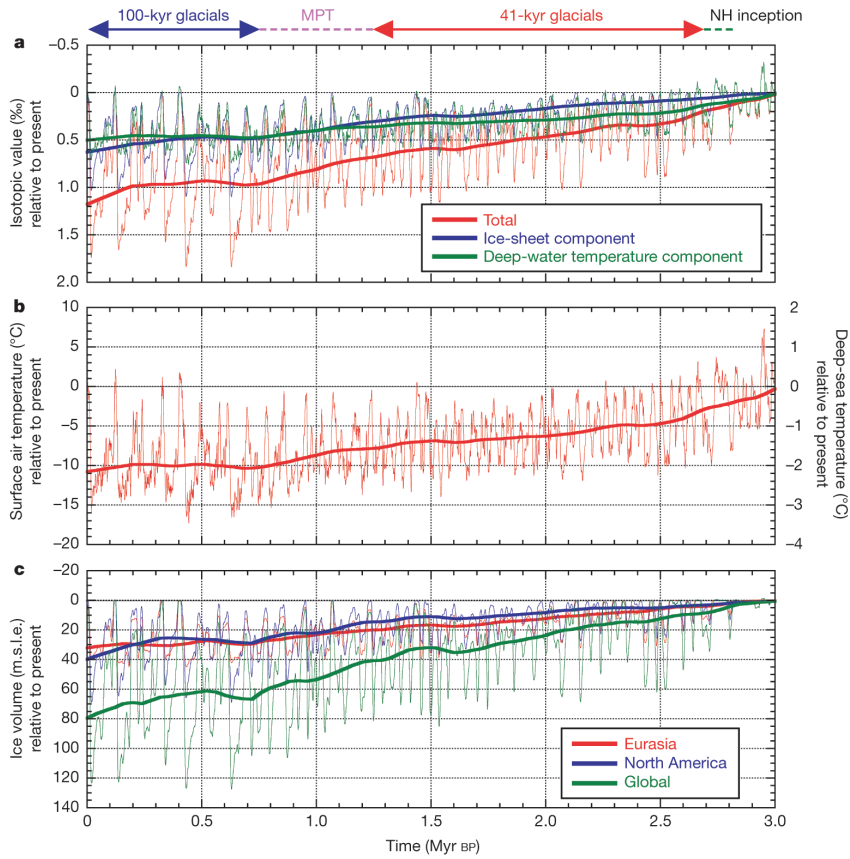 100-kyr glacials MPT 41-kyr glacials NH inception
a
–0.5
0
0.5
1.0
1.5
2.0
Isotopic value (‰)
relative to present
Total
Ice-sheet component
Deep-water temperature component
b
10
5
0
–5
–10
–15
–20
Surface air temperature (°C)
relative to present
2
1
0
–1
–2
–3
–4
Deep-sea temperature (°C)
relative to present
c
–20
0
20
40
60
80
100
120
140
Ice volume (m.s.l.e.)
relative to present
Eurasia
North America
Global
0 0.5 1.0 1.5 2.0 2.5 3.0
Time (Myr BP)